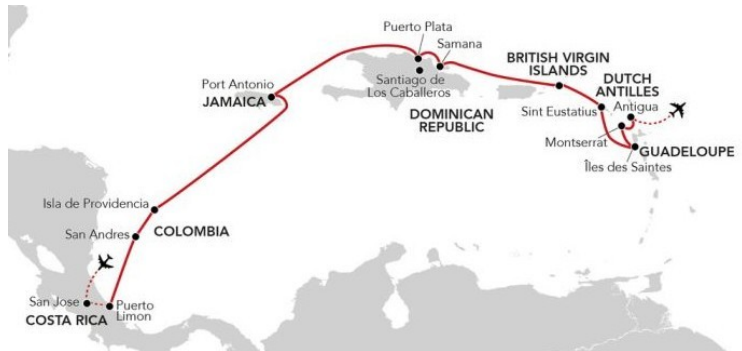 Puerto Plata
Samana
BRITISH VIRGIN
ISLANDS
DUTCH
ANTILLES
Antigua
Port Antonio
JAMAICA
Santiago de
Los Caballeros
DOMINICAN
REPUBLIC
Sint Eustatius
Montserrat
GUADELOUPE
Îles des Saintes
Isla de Providencia
San Andres
COLOMBIA
San Jose
COSTA RICA
Puerto
Limon